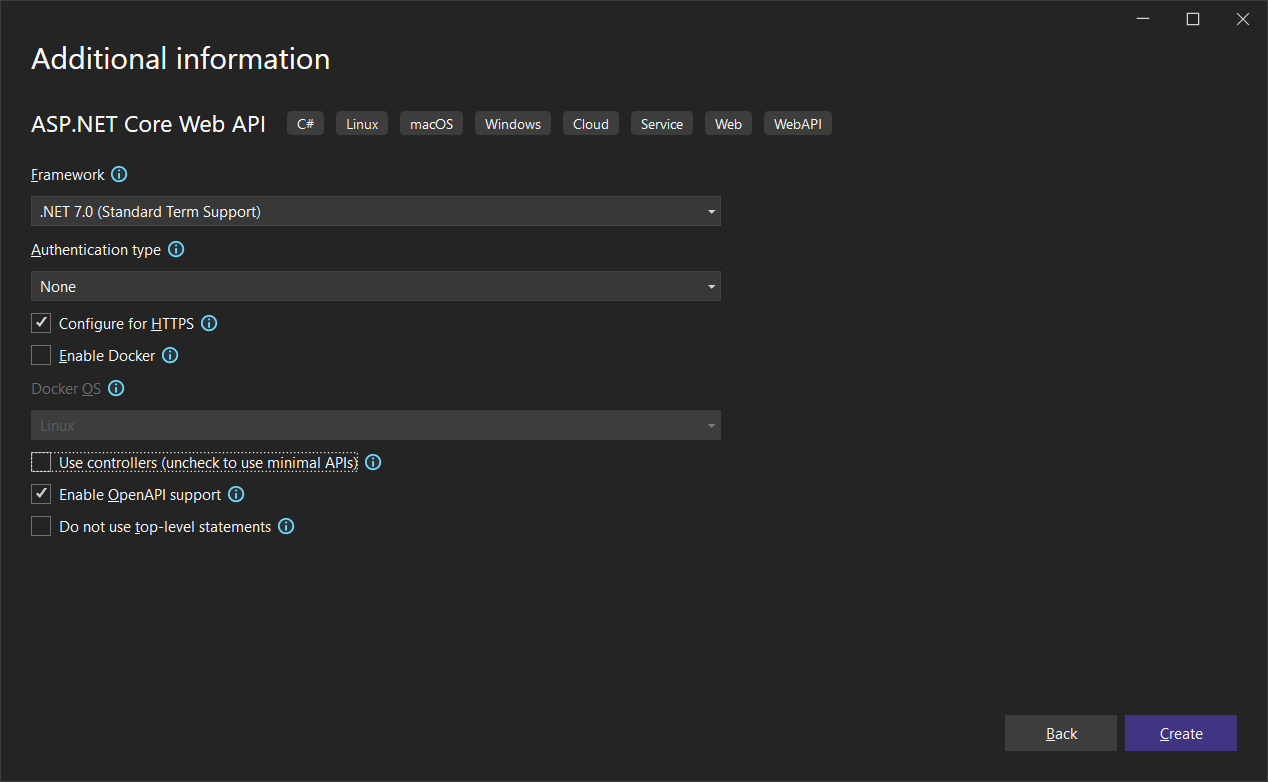 Additional information
ASP.NET Core Web API C# Linux macOS Windows Cloud Service Web WebAPI
Framework
.NET 7.0 (Standard Term Support)
Authentication type
None
Configure for HTTPS
Enable Docker
Docker OS
Linux
Use controllers (uncheck to use minimal APIs)
Enable OpenAPI support
Do not use top-level statements
Back Create